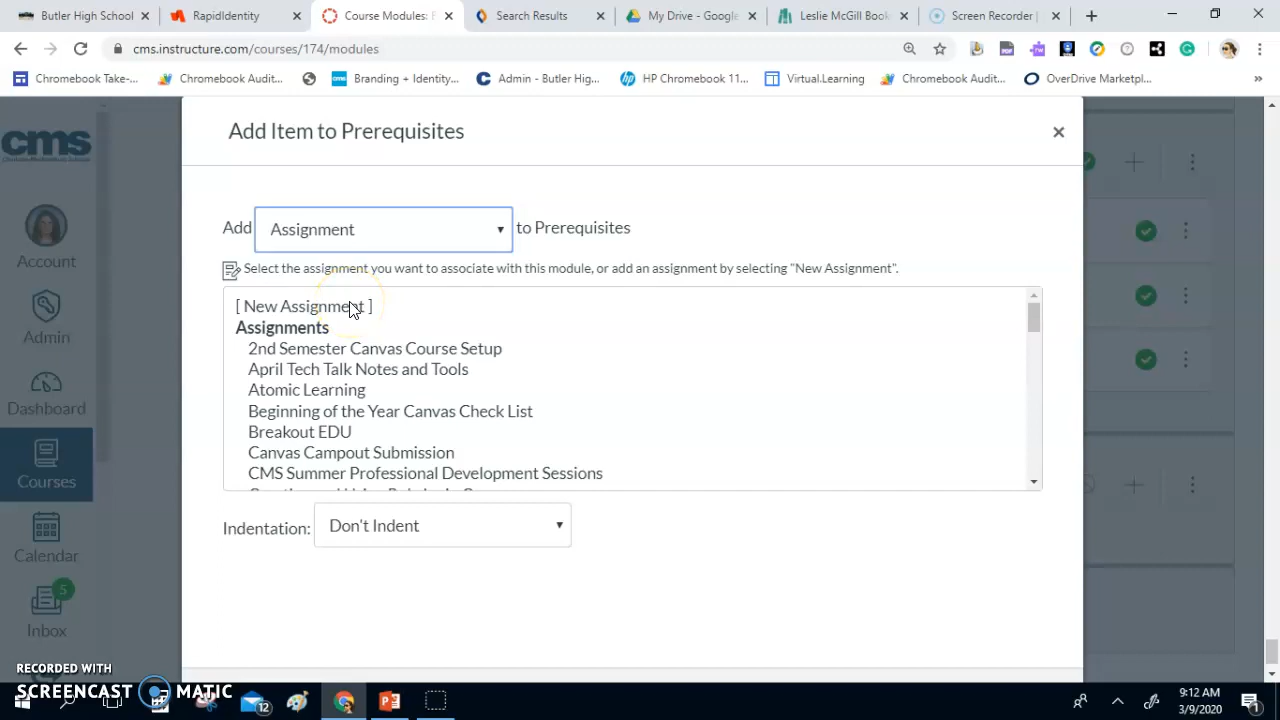 Butler High School
RapidIdentity
Course Modules: E
Search Results
My Drive - Google
Leslie McGill Book
Screen Recorder
cms.instructure.com/courses/174/modules
Chromebook Take-...
Chromebook Audit...
Branding + Identity...
Admin - Butler Hig...
HP Chromebook 11...
Virtual.Learning
Chromebook Audit...
OverDrive Marketpl...
cms
Account
Admin
Dashboard
Courses
Calendar
5
Inbox
Add Item to Prerequisites
Add Assignment to Prerequisites
Select the assignment you want to associate with this module, or add an assignment by selecting "New Assignment".
[ New Assignment ]
Assignments
2nd Semester Canvas Course Setup
April Tech Talk Notes and Tools
Atomic Learning
Beginning of the Year Canvas Check List
Breakout EDU
Canvas Campout Submission
CMS Summer Professional Development Sessions
Indentation: Don't Indent
RECORDED WITH
SCREENCAST MATIC
12
9:12 AM
3/9/2020
1